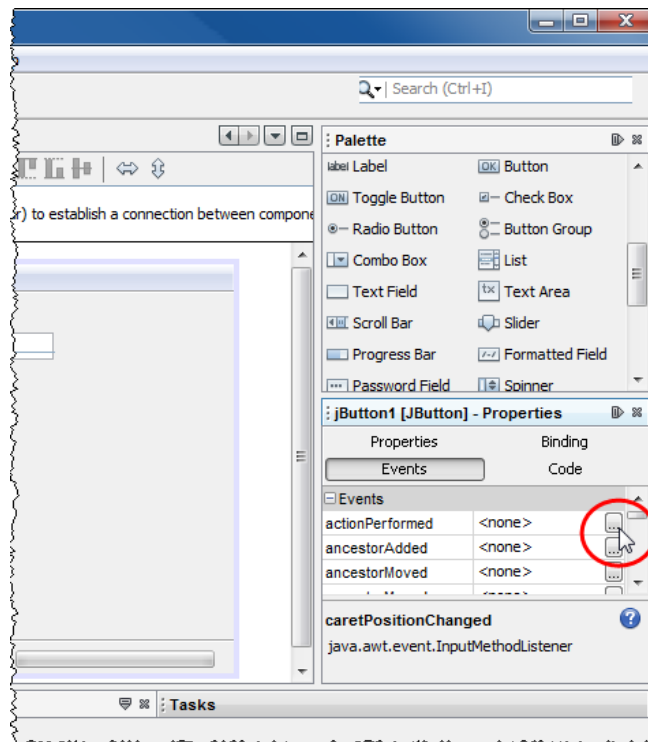 Search (Ctrl+I)
Palette
label Label
OK Button
ON Toggle Button
Check Box
Radio Button
Button Group
Combo Box
List
Text Field
tx Text Area
Scroll Bar
Slider
Progress Bar
Formatted Field
Password Field
Spinner
r) to establish a connection between compone
jButton1 [JButton] - Properties
Properties
Binding
Events
Code
Events
actionPerformed <none> ...
ancestorAdded <none> ...
ancestorMoved <none> ...
caretPositionChanged
java.awt.event.InputMethodListener
Tasks